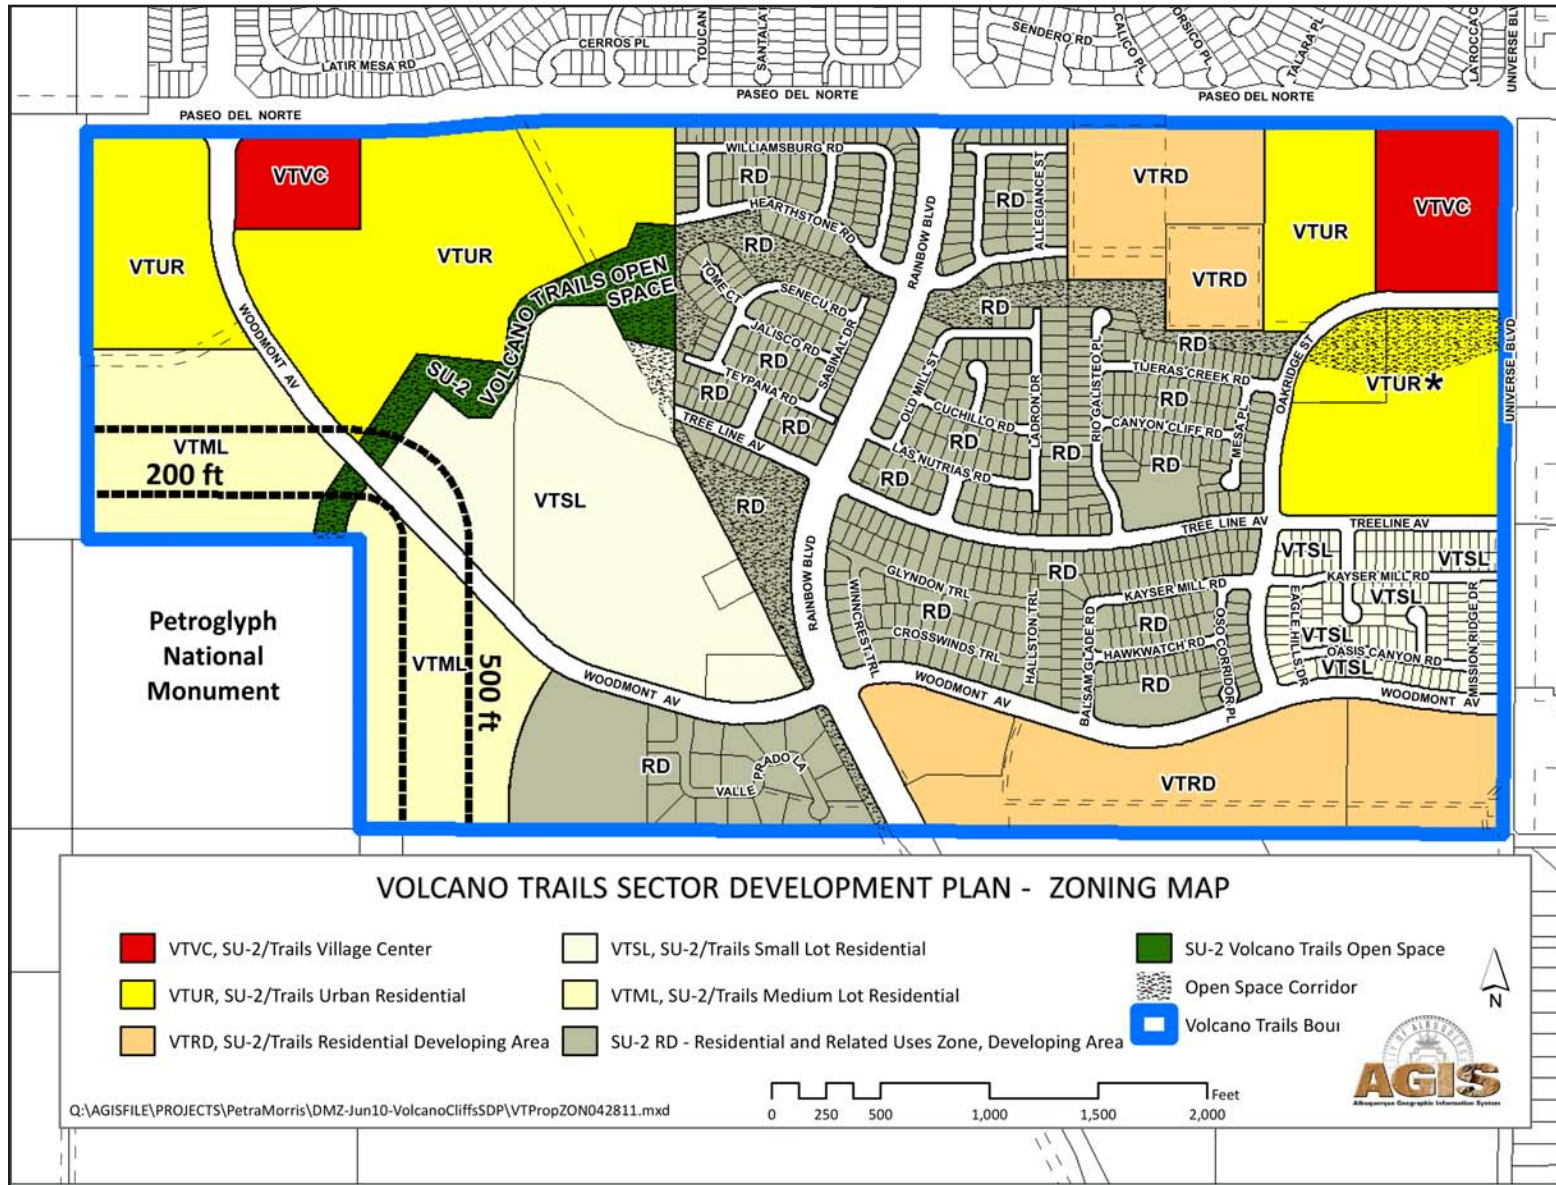 LATIR MESA RD
CERROS PL
TOUCAN
SANTALA
SENDERO RD
CALICO PL
ORSICO PL
TALARA PL
LA ROCCA
UNIVERSE BL
PASEO DEL NORTE
PASEO DEL NORTE
PASEO DEL NORTE
VTVC
VTUR
VTUR
WOODMONT AV
VOLCANO TRAILS OPEN
SPACE
SU-2
WILLIAMSBURG RD
RD
HEARTHSTONE RD
RD
RAINBOW BLVD
ALLEGIANCE ST
RD
VTRD
VTRD
VTUR
VTVC
TOME CT
SENECU RD
JALISCO RD
RD
SABINAL DR
TEYPANA RD
RD
RD
TREE LINE AV
RD
RD
OLD MILL ST
CUCHILLO RD
RD
LAS NUTRIAS RD
RD
LADRON DR
RD
RIO GALISTEO PL
RD
TIJERAS CREEK RD
RD
CANYON CLIFF RD
RD
MESA PL
OAKRIDGE ST
VTUR*
UNIVERSE BLVD
VTML
200 ft
VTSL
VTML
500 ft
Petroglyph
National
Monument
WOODMONT AV
RAINBOW BLVD
TREE LINE AV
TREELINE AV
GLYNDON TRL
RD
RD
CROSSWINDS TRL
WINNCREST TRL
HALLSTON TRL
BALSAM GLADE RD
KAYSER MILL RD
RD
HAWKWATCH RD
RD
OSO CORRIDOR PL
WOODMONT AV
VTSL
VTSL
KAYSER MILL RD
VTSL
VTSL
OASIS CANYON RD
VTSL
EAGLE HILLS DR
MISSION RIDGE DR
WOODMONT AV
RD
VALLE PRADO LA
VTRD
VOLCANO TRAILS SECTOR DEVELOPMENT PLAN - ZONING MAP
VTVC, SU-2/Trails Village Center
VTUR, SU-2/Trails Urban Residential
VTRD, SU-2/Trails Residential Developing Area
VTSL, SU-2/Trails Small Lot Residential
VTML, SU-2/Trails Medium Lot Residential
SU-2 RD - Residential and Related Uses Zone, Developing Area
SU-2 Volcano Trails Open Space
Open Space Corridor
Volcano Trails Bou
N
Q:\AGISFILE\PROJECTS\PetraMorris\DMZ-Jun10-VolcanoCliffsSDP\VTPropZON042811.mxd
Feet
0 250 500 1,000 1,500 2,000
AGIS
Albuquerque Geographic Information System